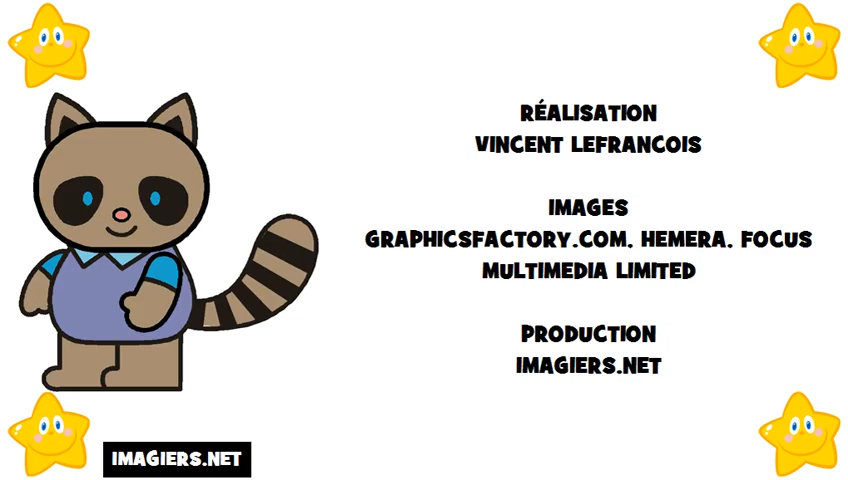 RÉALISATION
VINCENT LEFRANCOIS
IMAGES
GRAPHICSFACTORY.COM, HEMERA, FOCUS
MULTIMEDIA LIMITED
PRODUCTION
IMAGIERS.NET
IMAGIERS.NET